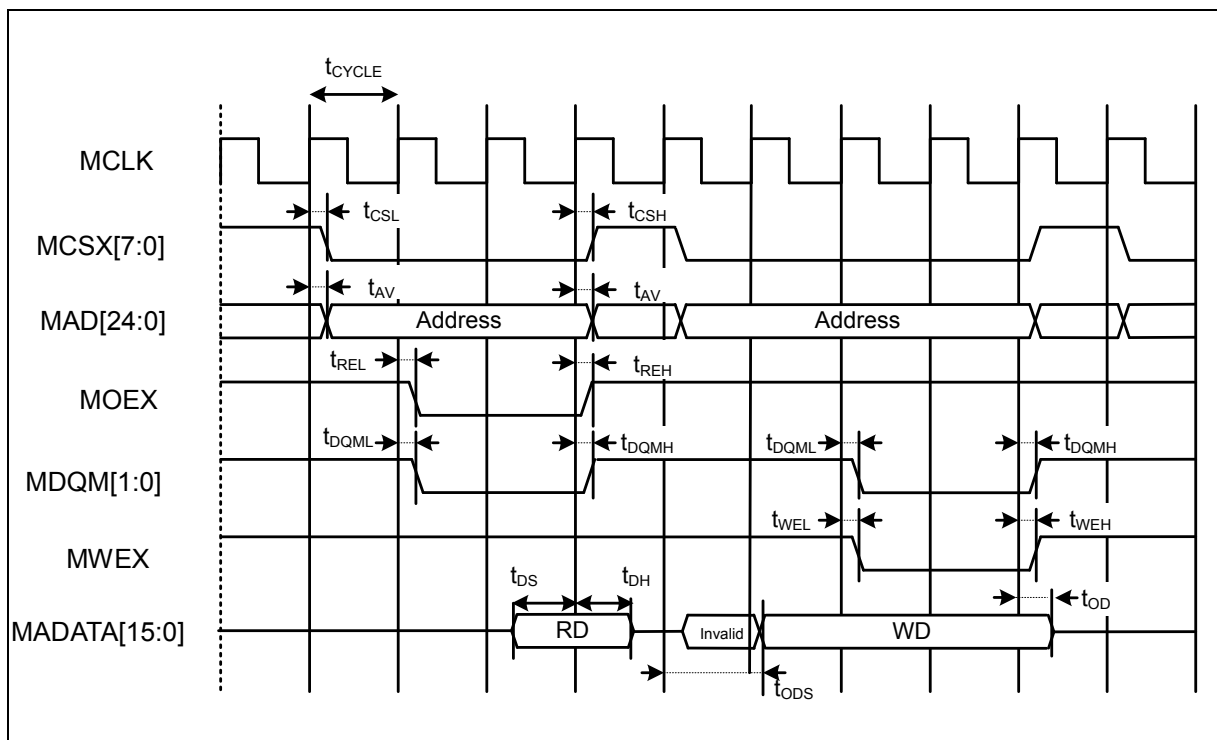 tCYCLE
MCLK
tCSL tCSH
MCSX[7:0]
tAV tAV
MAD[24:0] Address Address
tREL tREH
MOEX
tDQML tDQMH tDQML tDQMH
MDQM[1:0]
tWEL tWEH
MWEX
tDS tDH
tOD
MADATA[15:0] RD Invalid WD
tODS